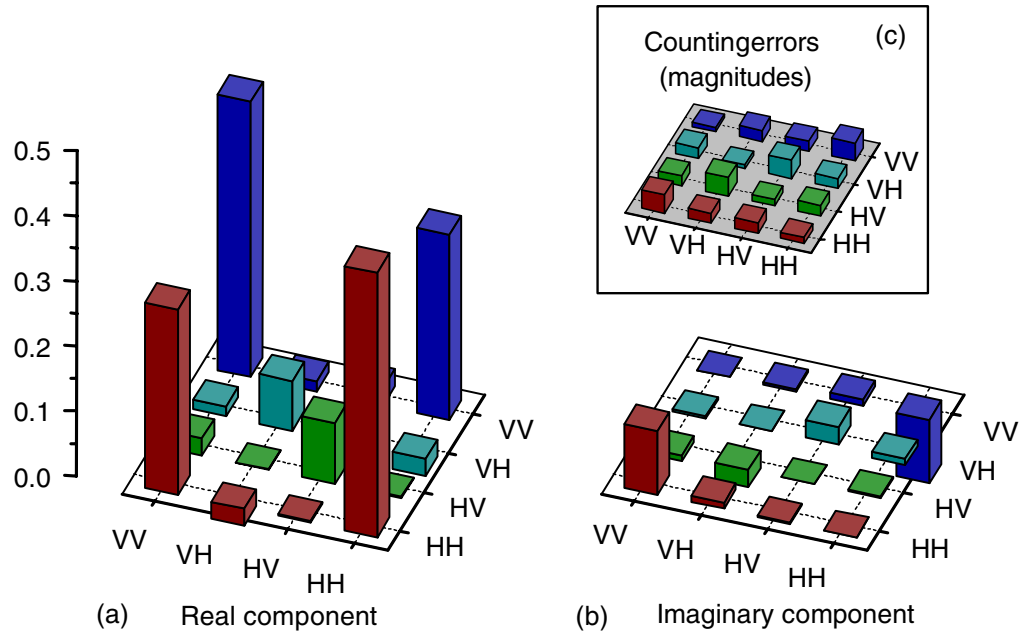 (c)
Countingerrors
(magnitudes)
VV
VH
HV
HH
VV
VH
HV
HH
0.5
0.4
0.3
0.2
0.1
0.0
VV
VH
HV
HH
VV
VH
HV
HH
(a) Real component
VV
VH
HV
HH
VV
VH
HV
HH
(b) Imaginary component